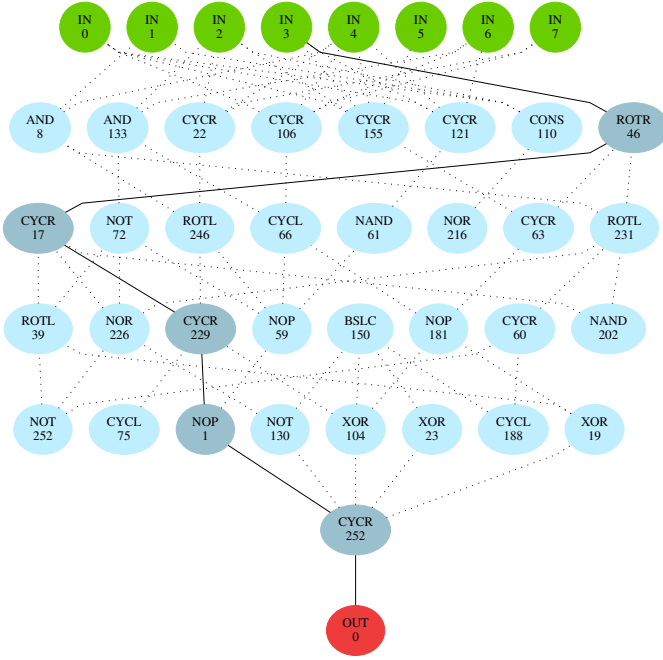 IN IN IN IN IN IN IN IN
0 1 2 3 4 5 6 7
AND AND CYCR CYCR CYCR CYCR CONS ROTR
8 133 22 106 155 121 110 46
CYCR NOT ROTL CYCL NAND NOR CYCR ROTL
17 72 246 66 61 216 63 231
ROTL NOR CYCR NOP BSLC NOP CYCR NAND
39 226 229 59 150 181 60 202
NOT CYCL NOP NOT XOR XOR CYCL XOR
252 75 1 130 104 23 188 19
CYCR
252
OUT
0